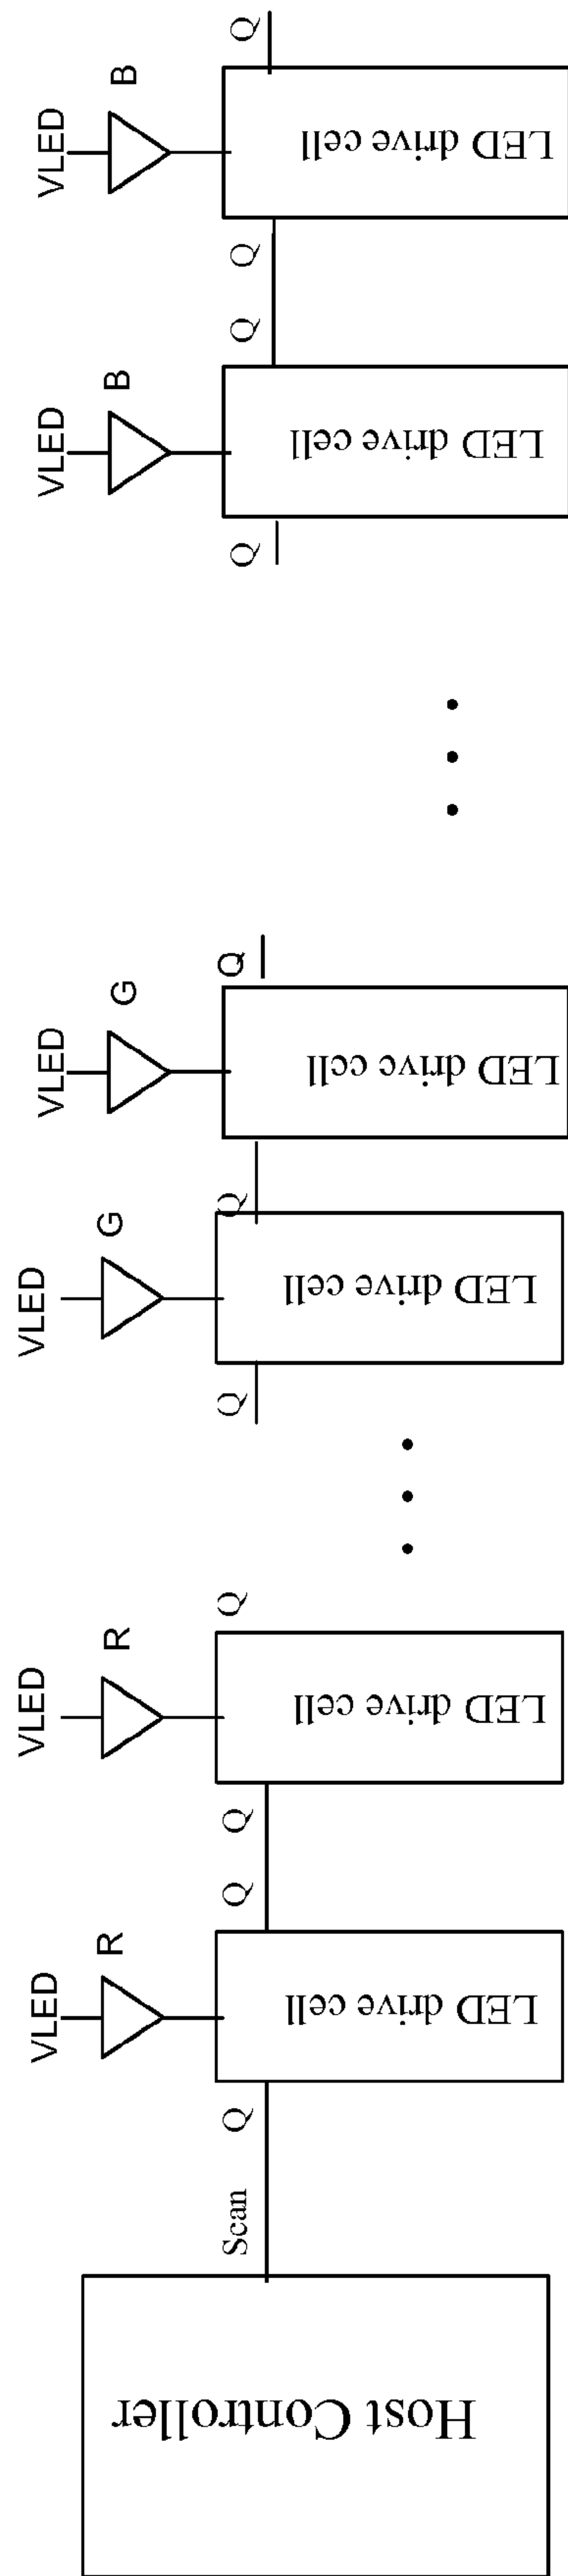 VLED VLED VLED VLED VLED VLED
R R G G B B
Scan Q Q Q Q Q Q Q Q Q Q Q
Host Controller
LED drive cell LED drive cell LED drive cell LED drive cell LED drive cell LED drive cell